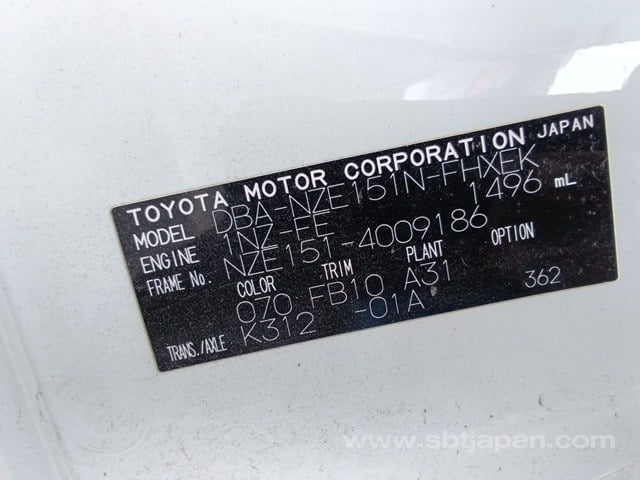 TOYOTA MOTOR CORPORATION JAPAN
MODEL DBA-NZE151N-FHXEK
ENGINE 1NZ-FE 1496 mL
FRAME NO. NZE151-4009186
COLOR TRIM PLANT OPTION
070 FB10 A31 362
TRANS./AXLE K312 -01A
www.sbtjapan.com